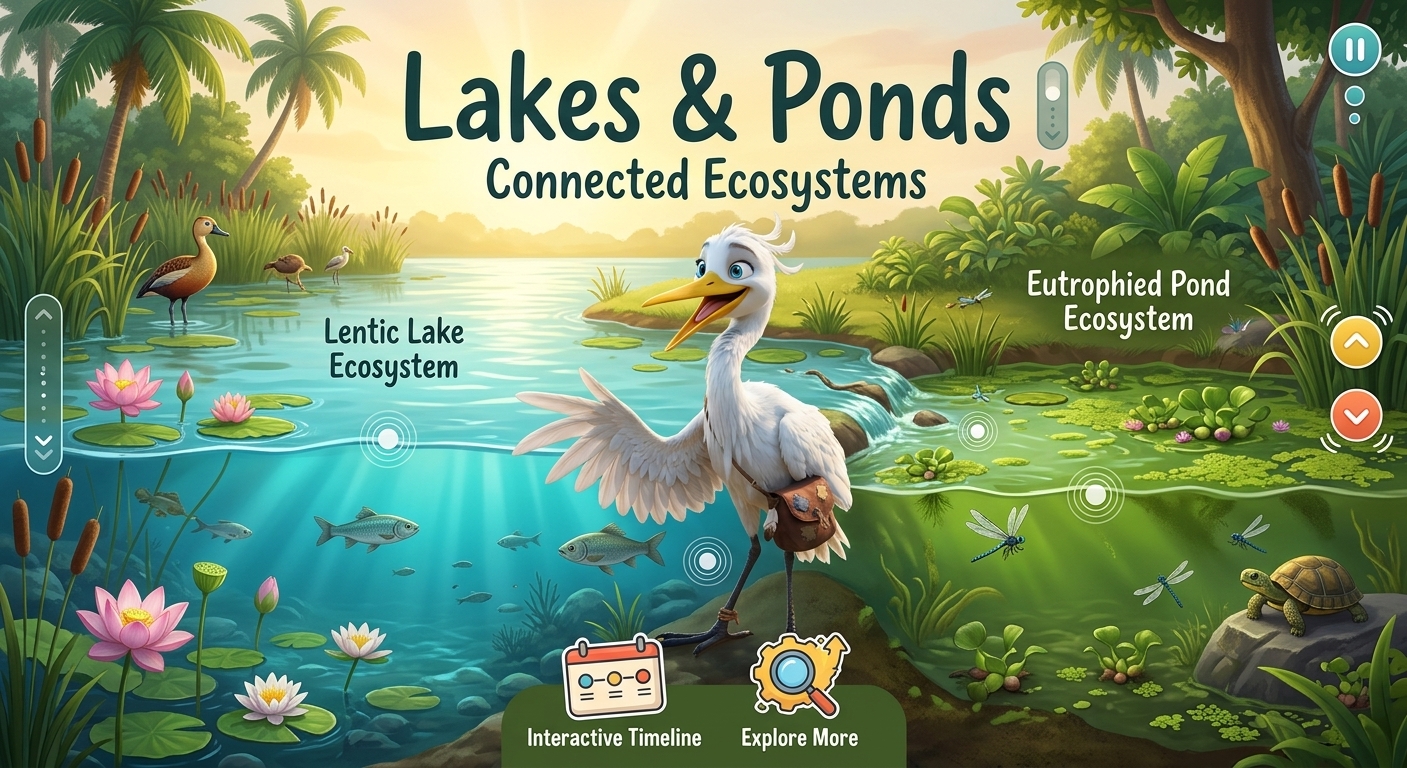 Lakes & Ponds
Connected Ecosystems
Lentic Lake
Ecosystem
Eutrophied Pond
Ecosystem
Interactive Timeline
Explore More